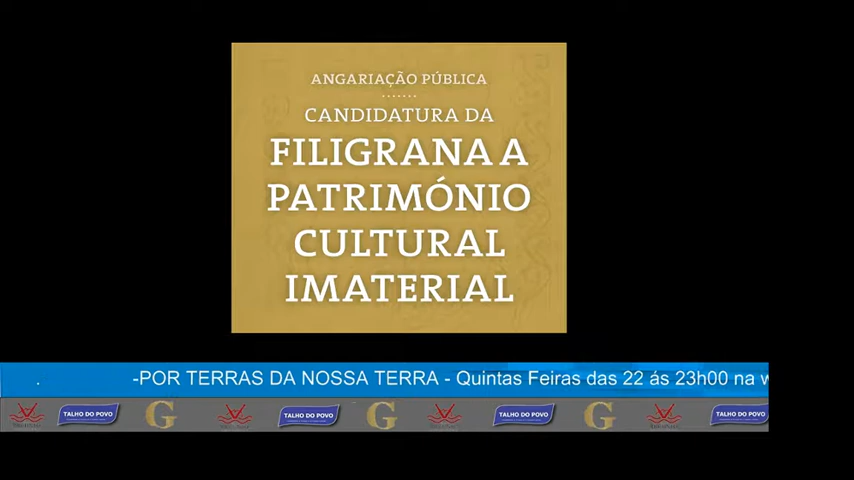 ANGARIAÇÃO PÚBLICA
CANDIDATURA DA
FILIGRANA A
PATRIMÓNIO
CULTURAL
IMATERIAL
-POR TERRAS DA NOSSA TERRA - Quintas Feiras das 22 ás 23h00 na w
TALHO DO POVO G TALHO DO POVO G TALHO DO POVO G TALHO DO POVO